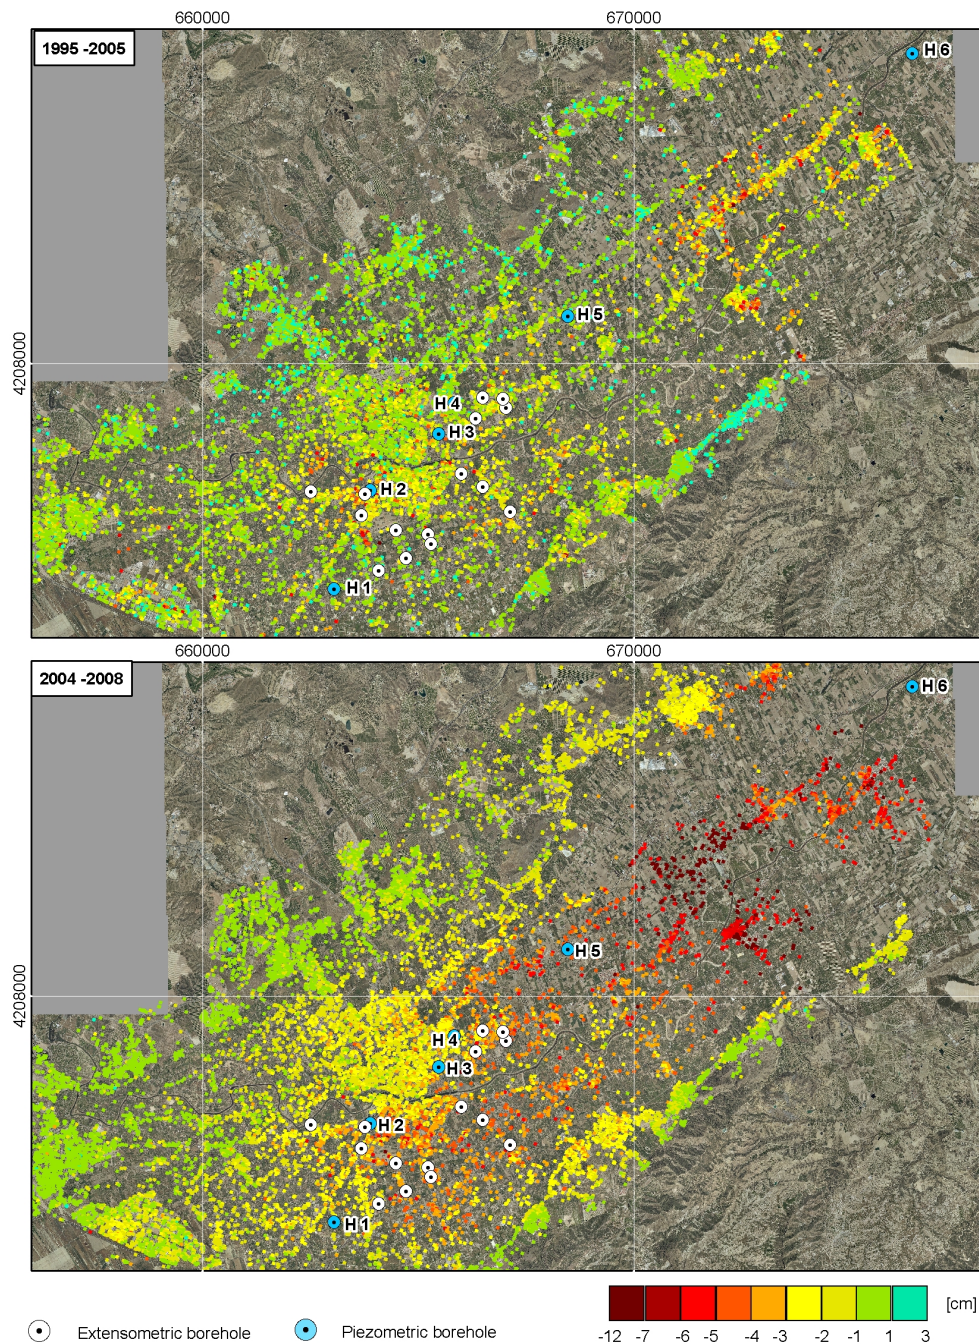 660000 670000
1995 -2005
H 6
H 5
4208000
H 4
H 3
H 2
H 1
660000 670000
2004 -2008
H 6
H 5
4208000
H 4
H 3
H 2
H 1
[cm]
Extensometric borehole Piezometric borehole
-12 -7 -6 -5 -4 -3 -2 -1 1 3